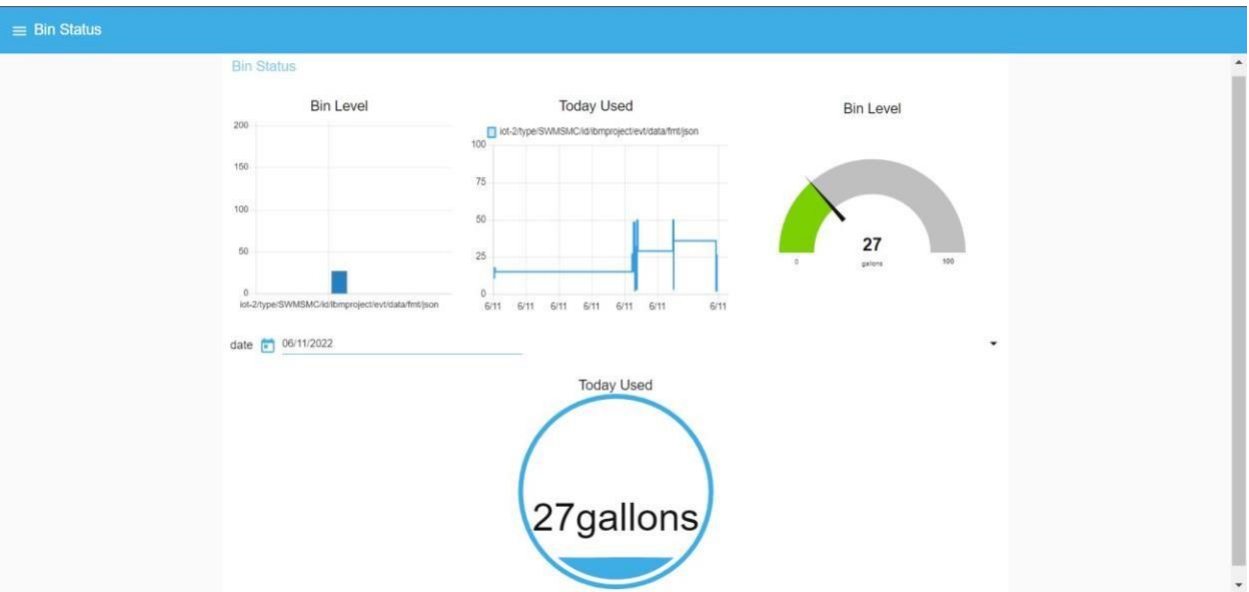 Bin Status
Bin Status
Bin Level
200
150
100
50
0
iot-2/type/SWMSMC/id/ibmproject/evt/data/fmt/json
Today Used
iot-2/type/SWMSMC/id/ibmproject/evt/data/fmt/json
100
75
50
25
0
6/11 6/11 6/11 6/11 6/11 6/11 6/11
Bin Level
27
0 galons 100
date 06/11/2022
Today Used
27gallons